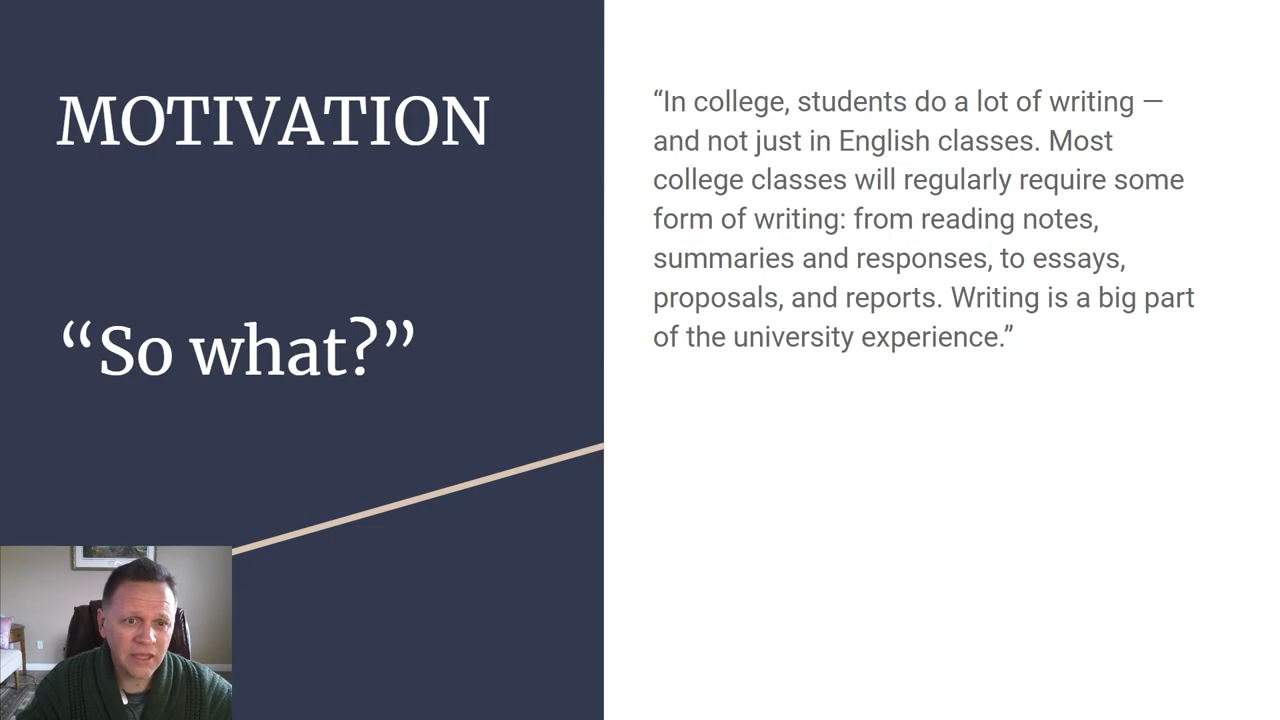 MOTIVATION
“So what?”
“In college, students do a lot of writing —
and not just in English classes. Most
college classes will regularly require some
form of writing: from reading notes,
summaries and responses, to essays,
proposals, and reports. Writing is a big part
of the university experience.”